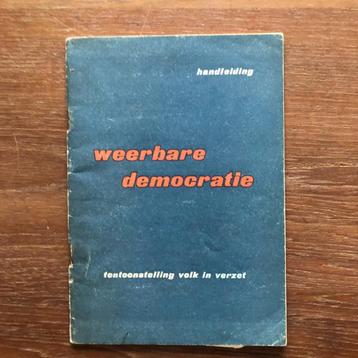 handleiding
weerbare
democratie
tentoonstelling volk in verzet